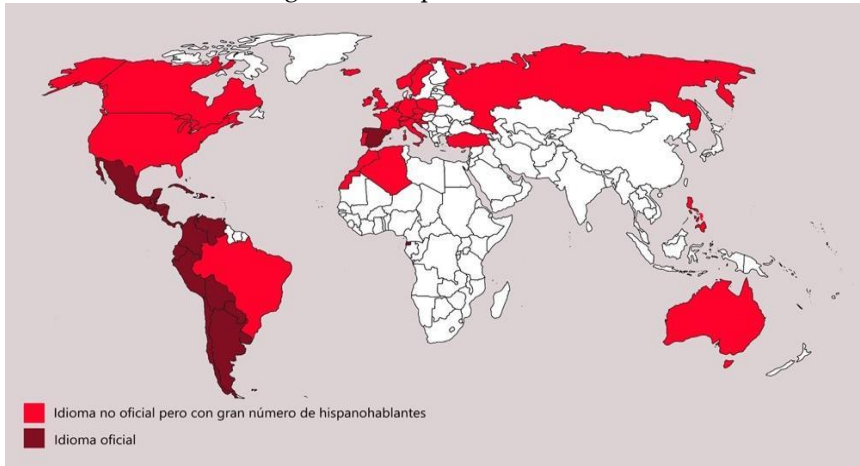 Idioma no oficial pero con gran número de hispanohablantes
Idioma oficial